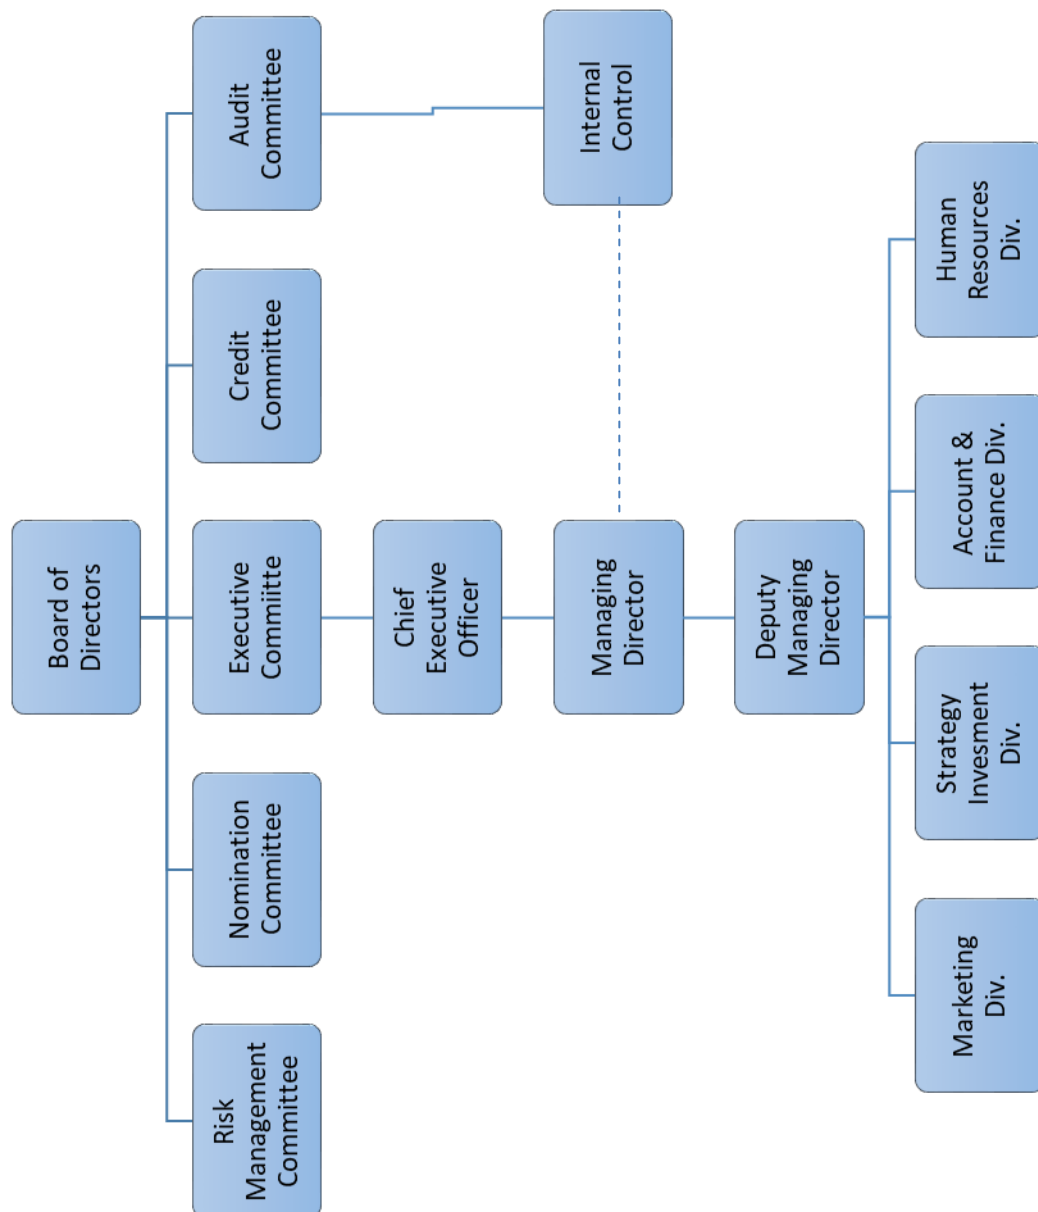 Board of
Directors
Risk
Management
Committee
Nomination
Committee
Executive
Commiitte
Credit
Committee
Audit
Committee
Chief
Executive
Officer
Managing
Director
Internal
Control
Deputy
Managing
Director
Marketing
Div.
Strategy
Invesment
Div.
Account &
Finance Div.
Human
Resources
Div.